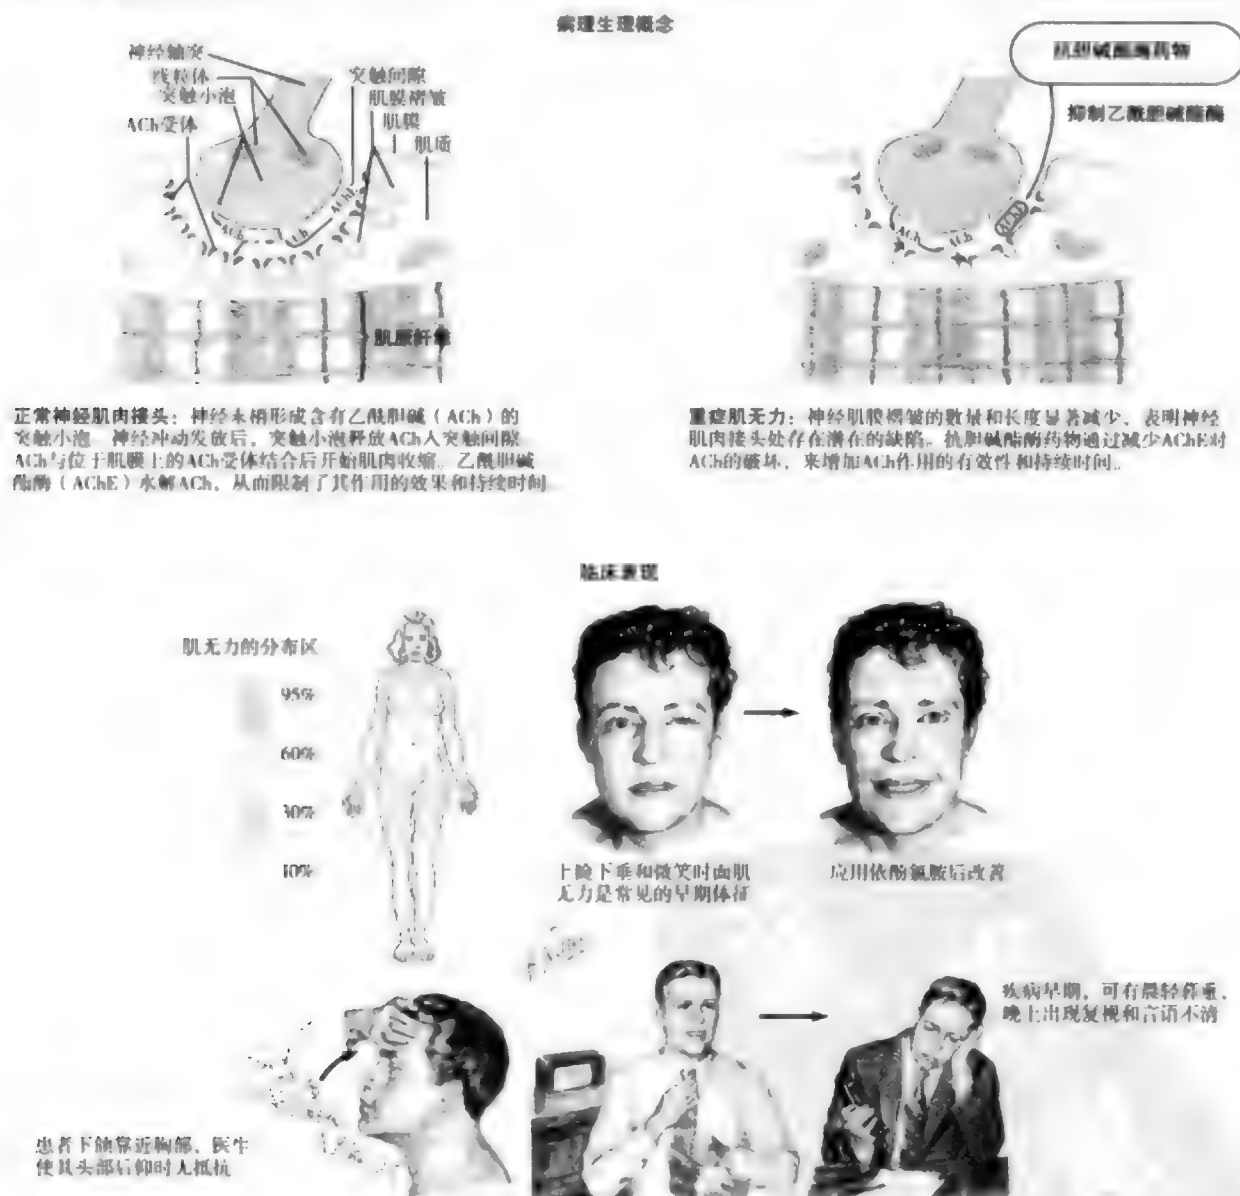 病理生理概念
神经轴突
线粒体
突触小泡
ACh受体
突触间隙
肌膜褶皱
肌膜
肌质
ACh
ACh
AChE
肌原纤维
抗胆碱酯酶药物
抑制乙酰胆碱酯酶
ACh
ACh
AChE
正常神经肌肉接头：神经末梢形成含有乙酰胆碱（ACh）的
突触小泡 神经冲动发放后，突触小泡释放ACh入突触间隙
ACh与位于肌膜上的ACh受体结合后开始肌肉收缩。乙酰胆碱
酯酶（AChE）水解ACh，从而限制了其作用的效果和持续时间
重症肌无力：神经肌膜褶皱的数量和长度显著减少，表明神经
肌肉接头处存在潜在的缺陷。抗胆碱酯酶药物通过减少AChE对
ACh的破坏，来增加ACh作用的有效性和持续时间。
临床表现
肌无力的分布区
95%
60%
30%
10%
上睑下垂和微笑时面肌
无力是常见的早期体征
应用依酚氯胺后改善
疾病早期，可有晨轻暮重，
晚上出现复视和言语不清
患者下颌靠近胸部，医生
使其头部后仰时无抵抗